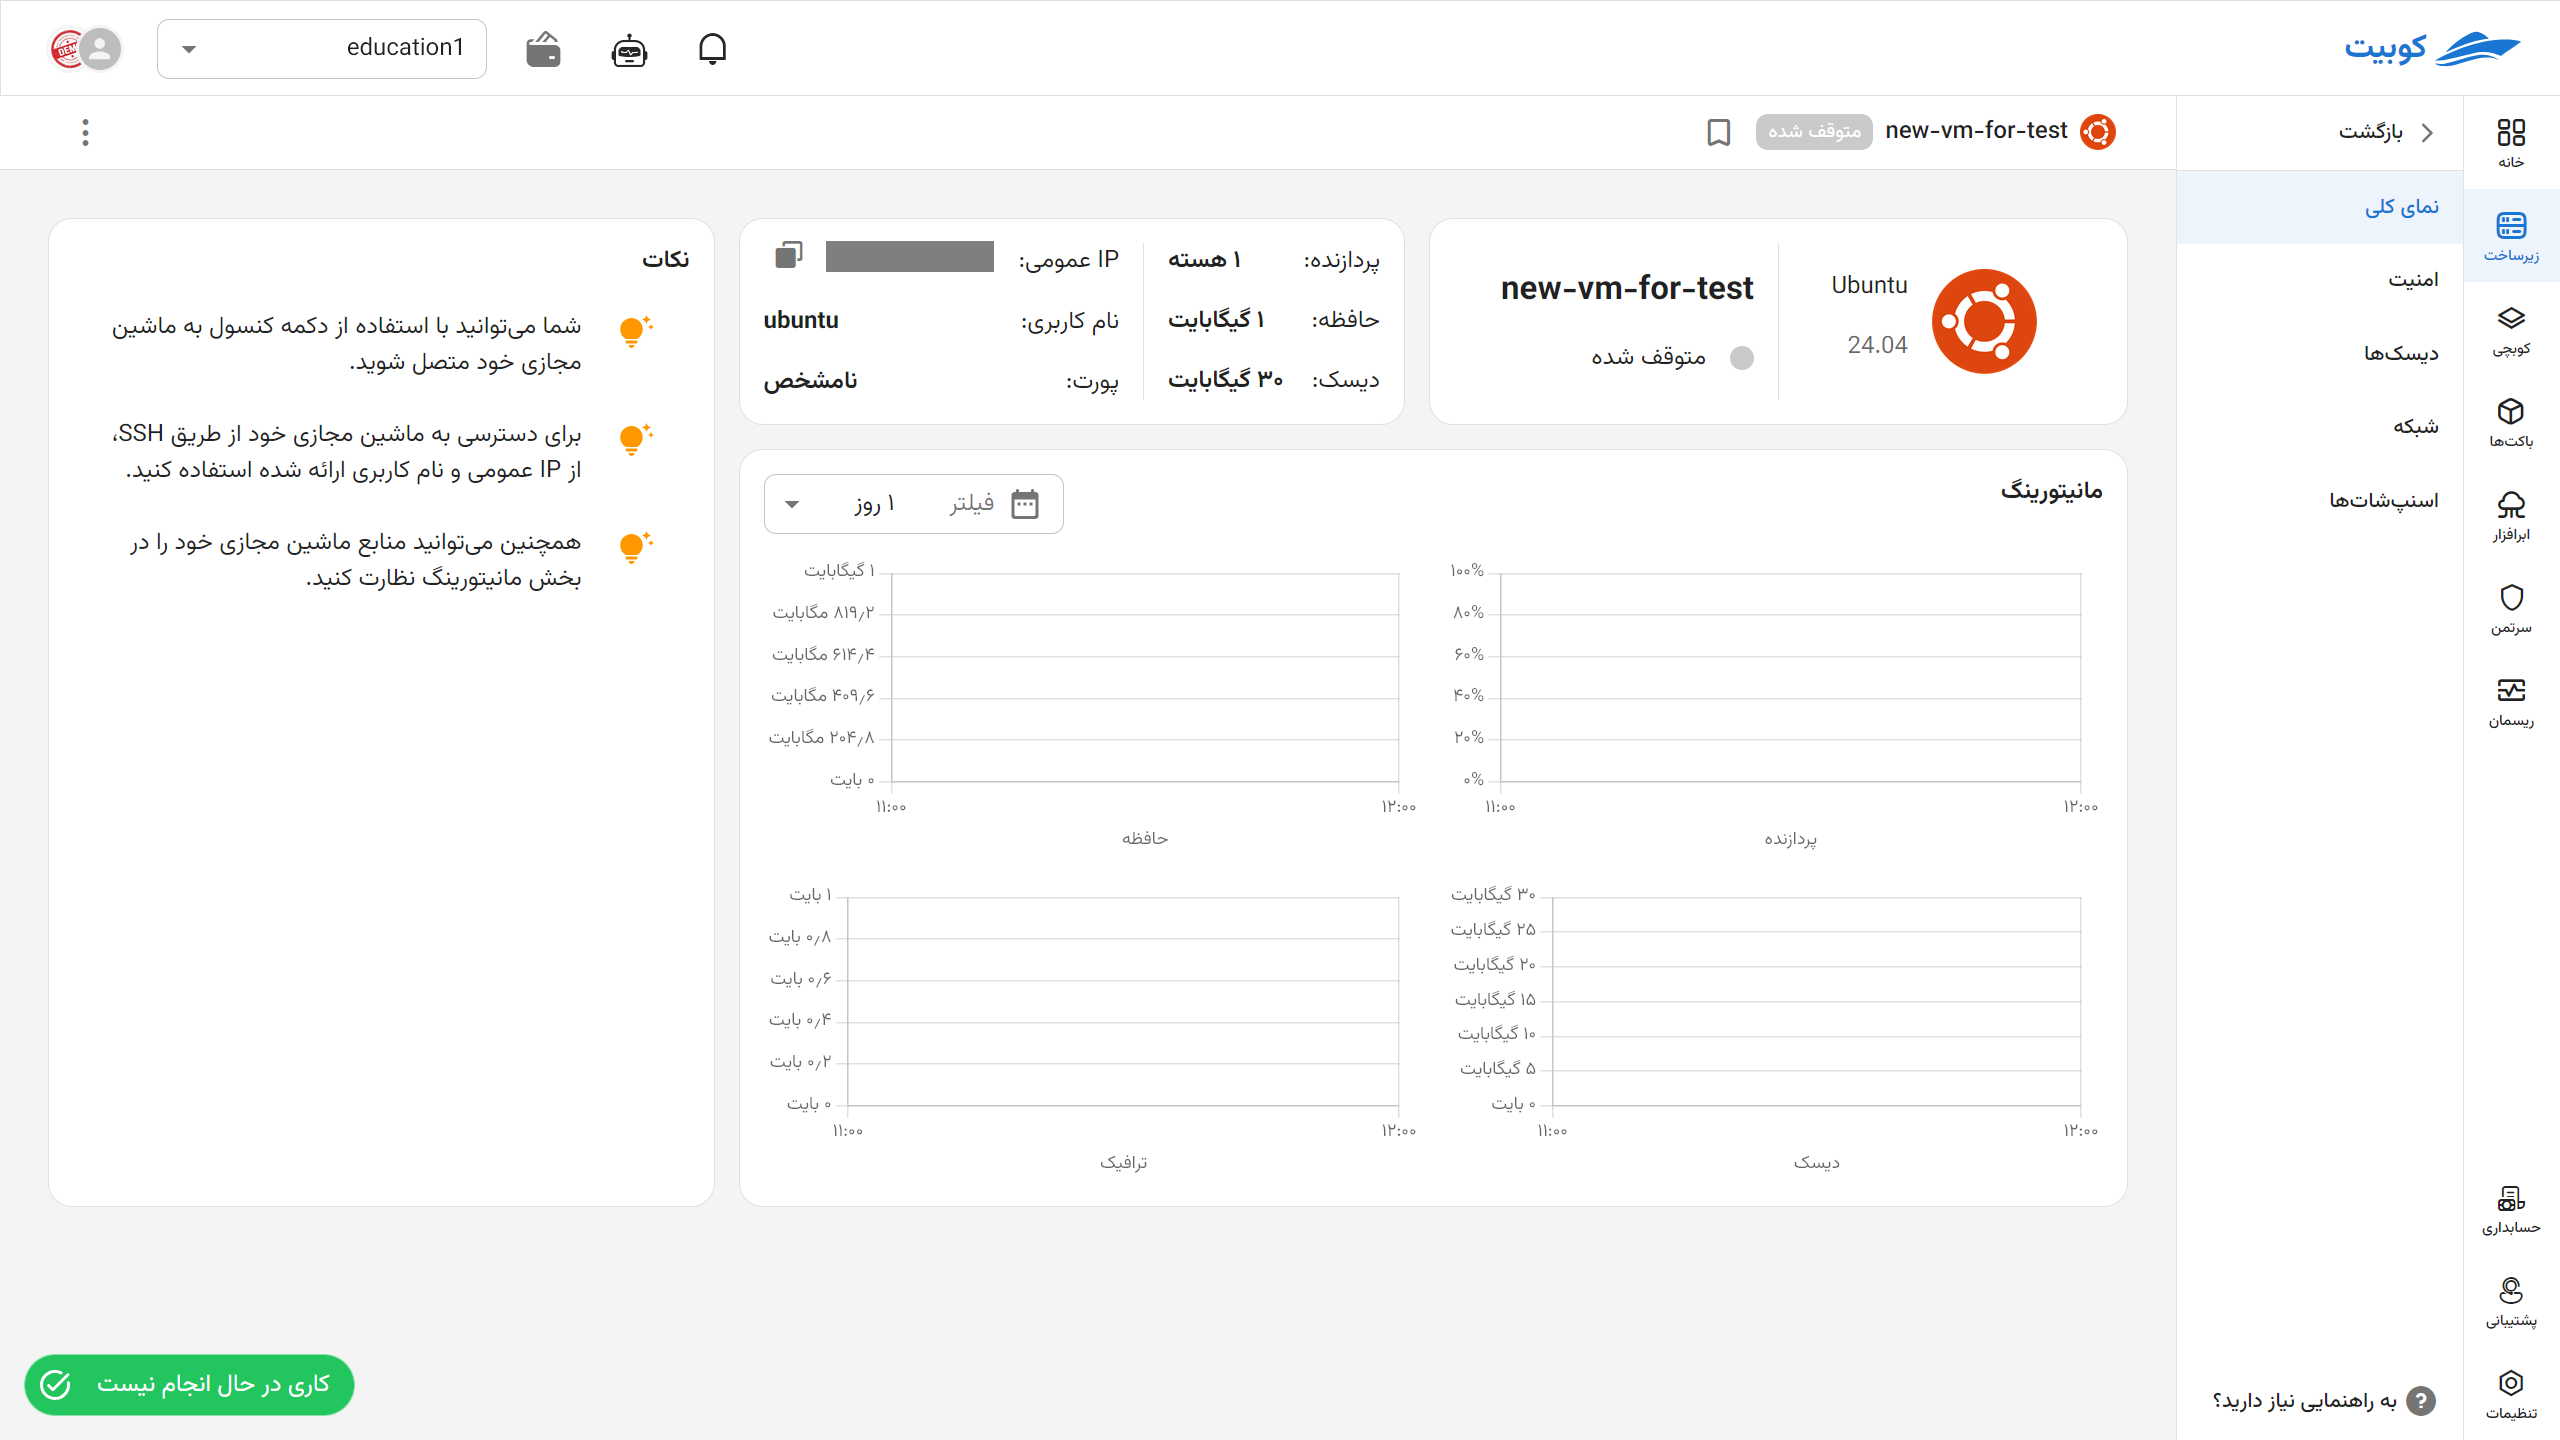 کوبیت
education1
DEMO
خانه
زیرساخت
کوبچی
باکت‌ها
ابرافزار
سرتمن
ریسمان
حسابداری
پشتیبانی
تنظیمات
بازگشت
نمای کلی
امنیت
دیسک‌ها
شبکه
اسنپ‌شات‌ها
به راهنمایی نیاز دارید؟
new-vm-for-test
متوقف شده
Ubuntu
24.04
new-vm-for-test
متوقف شده
پردازنده: ۱ هسته
حافظه: ۱ گیگابایت
دیسک: ۳۰ گیگابایت
IP عمومی:
نام کاربری: ubuntu
پورت: نامشخص
نکات
شما می‌توانید با استفاده از دکمه کنسول به ماشین
مجازی خود متصل شوید.
برای دسترسی به ماشین مجازی خود از طریق SSH،
از IP عمومی و نام کاربری ارائه شده استفاده کنید.
همچنین می‌توانید منابع ماشین مجازی خود را در
بخش مانیتورینگ نظارت کنید.
مانیتورینگ
فیلتر ۱ روز
۱۰۰%
۸۰%
۶۰%
۴۰%
۲۰%
۰%
۱۱:۰۰
۱۲:۰۰
پردازنده
۱ گیگابایت
۸۱۹٫۲ مگابایت
۶۱۴٫۴ مگابایت
۴۰۹٫۶ مگابایت
۲۰۴٫۸ مگابایت
۰ بایت
۱۱:۰۰
۱۲:۰۰
حافظه
۳۰ گیگابایت
۲۵ گیگابایت
۲۰ گیگابایت
۱۵ گیگابایت
۱۰ گیگابایت
۵ گیگابایت
۰ بایت
۱۱:۰۰
۱۲:۰۰
دیسک
۱ بایت
۰٫۸ بایت
۰٫۶ بایت
۰٫۴ بایت
۰٫۲ بایت
۰ بایت
۱۱:۰۰
۱۲:۰۰
ترافیک
کاری در حال انجام نیست